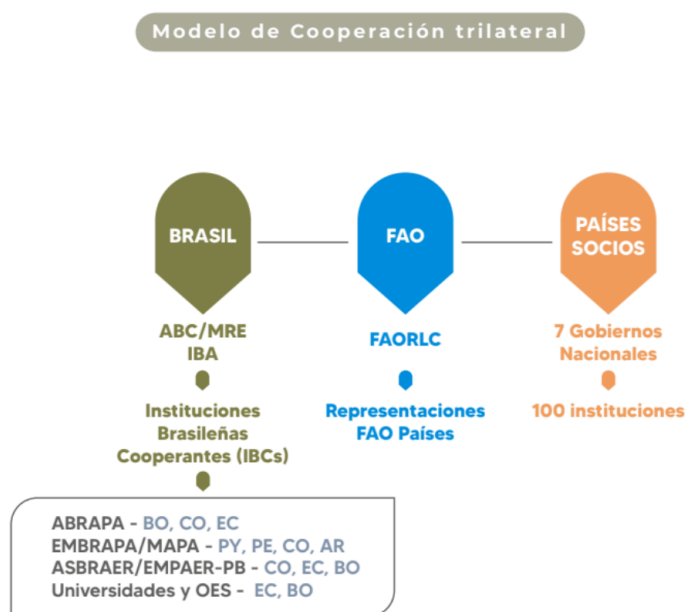 Modelo de Cooperación trilateral
BRASIL
FAO
PAÍSES
SOCIOS
ABC/MRE
IBA
FAORLC
7 Gobiernos
Nacionales
Instituciones
Brasileñas
Cooperantes (IBCs)
Representaciones
FAO Países
100 instituciones
ABRAPA - BO, CO, EC
EMBRAPA/MAPA - PY, PE, CO, AR
ASBRAER/EMPAER-PB - CO, EC, BO
Universidades y OES - EC, BO